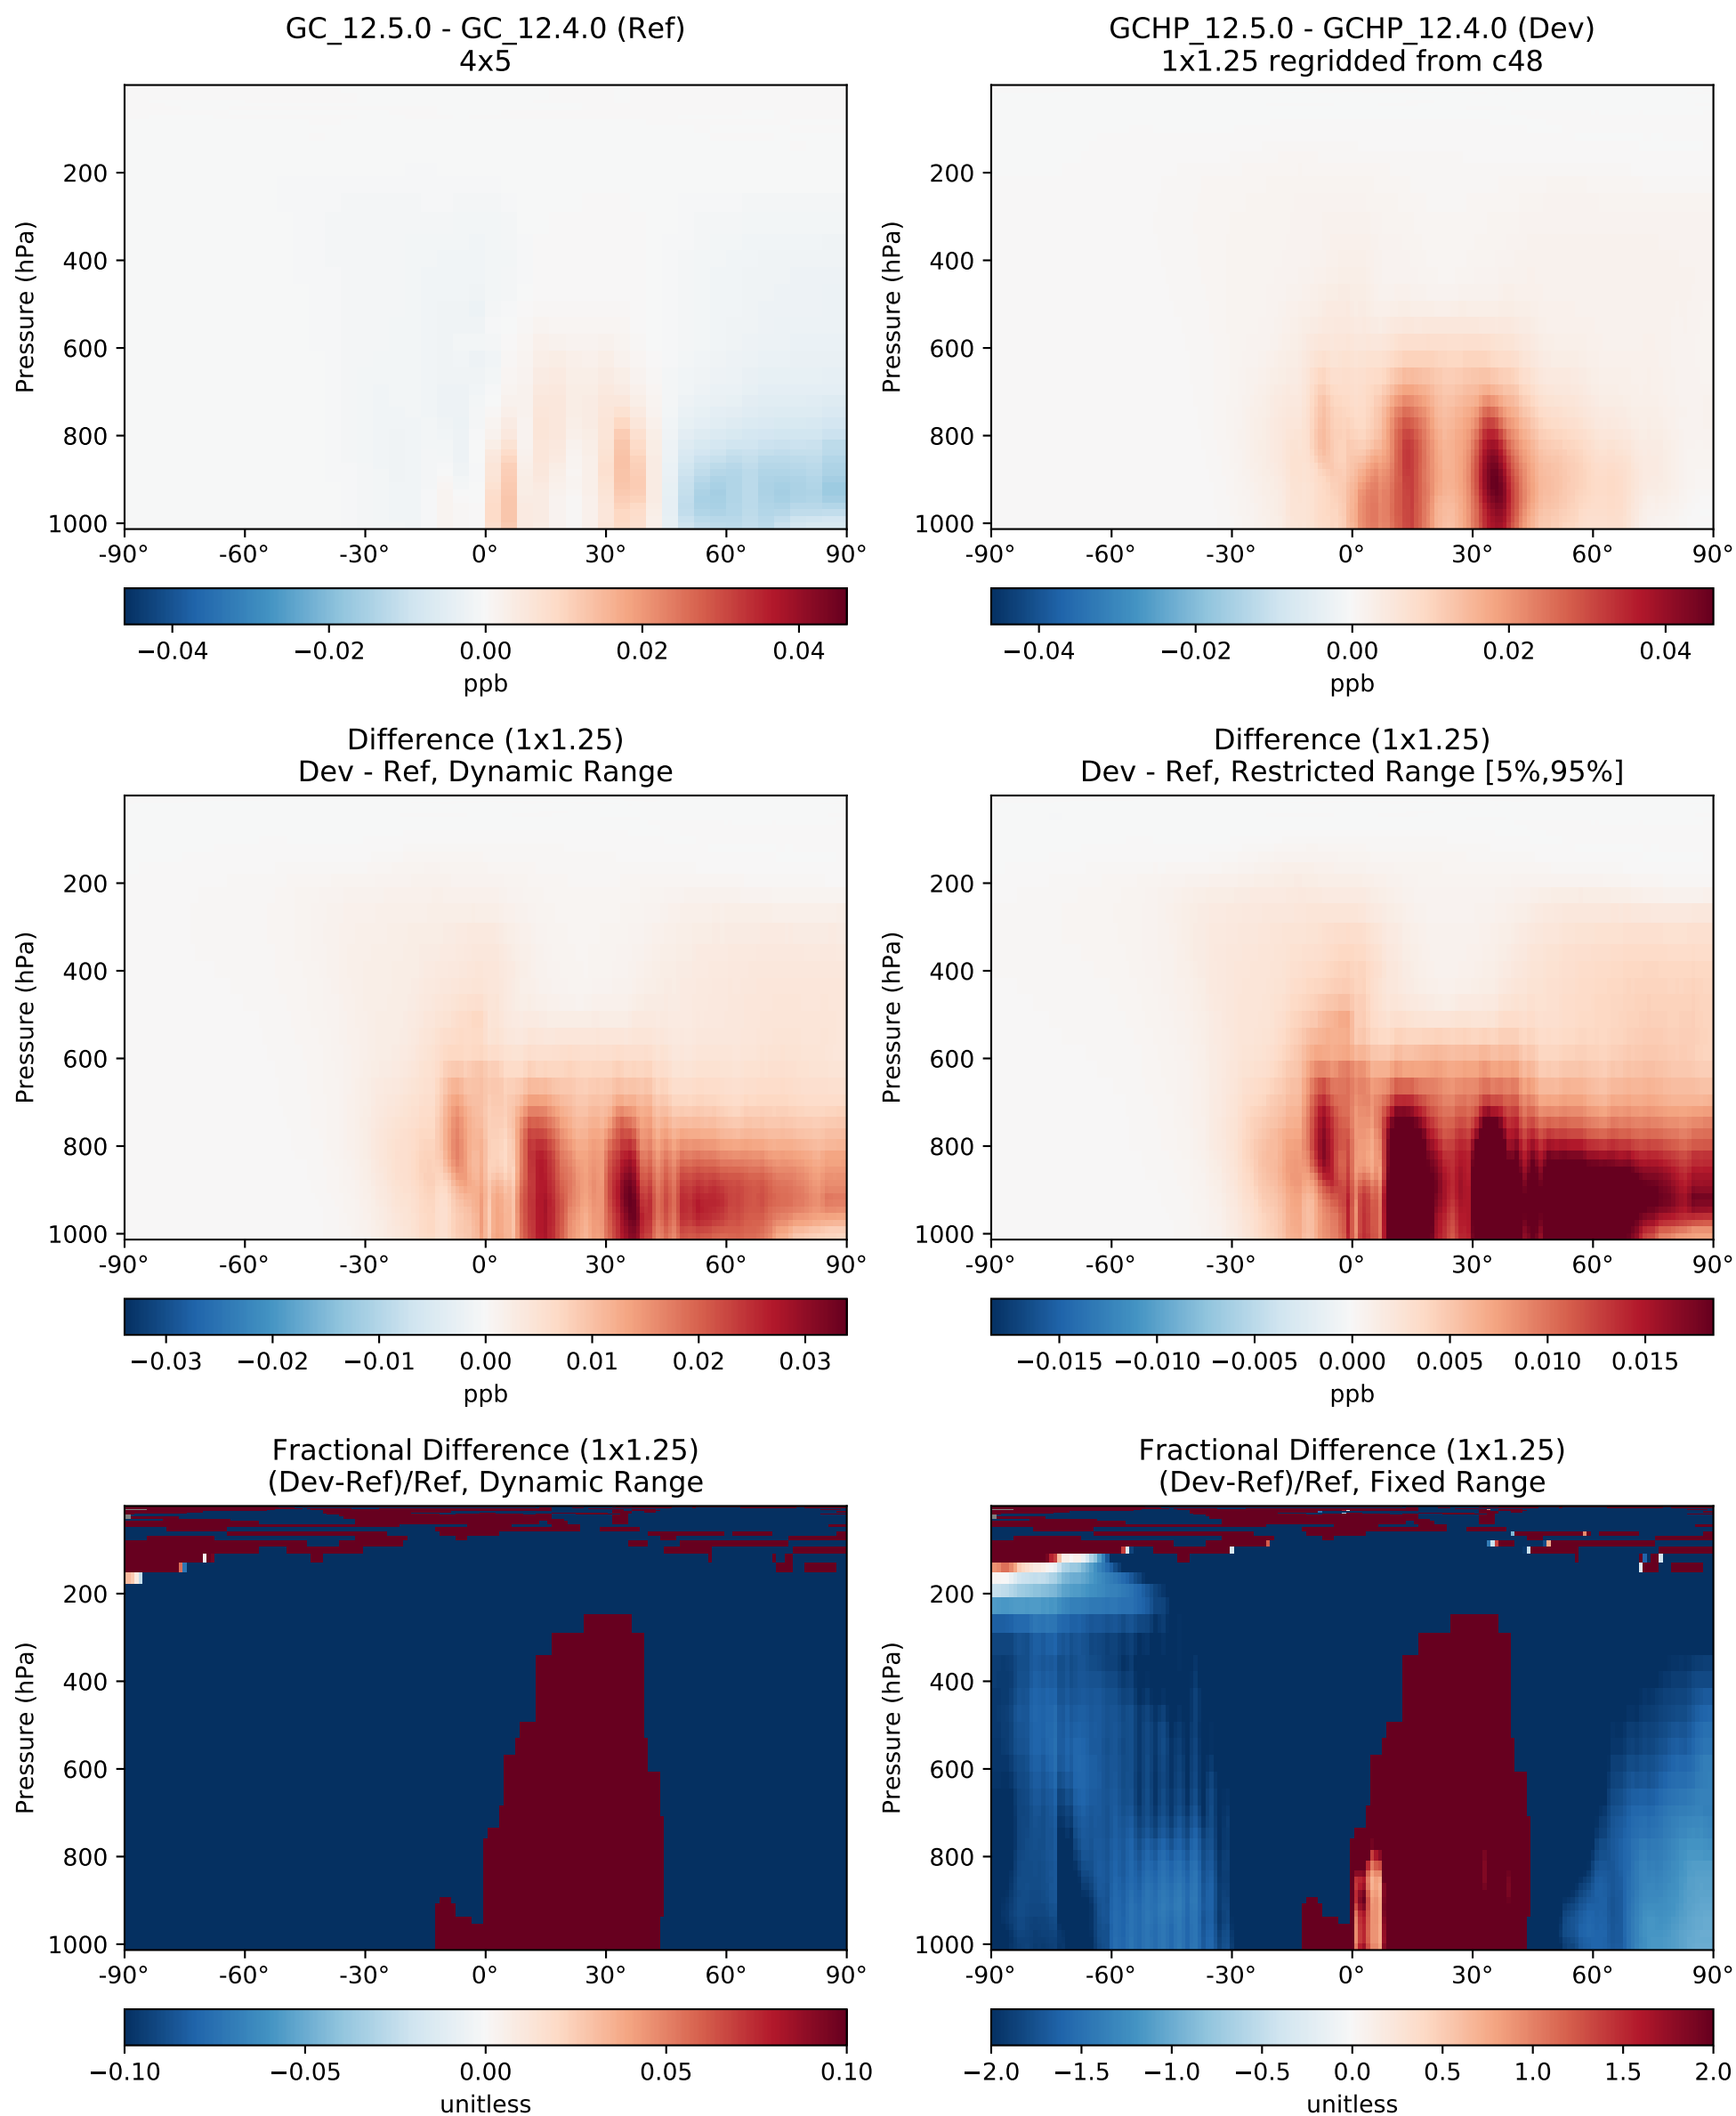 GC_12.5.0 - GC_12.4.0 (Ref)
4x5
Pressure (hPa)
200
400
600
800
1000
-90° -60° -30° 0° 30° 60° 90°
−0.04 −0.02 0.00 0.02 0.04
ppb
GCHP_12.5.0 - GCHP_12.4.0 (Dev)
1x1.25 regridded from c48
Pressure (hPa)
200
400
600
800
1000
-90° -60° -30° 0° 30° 60° 90°
−0.04 −0.02 0.00 0.02 0.04
ppb
Difference (1x1.25)
Dev - Ref, Dynamic Range
Pressure (hPa)
200
400
600
800
1000
-90° -60° -30° 0° 30° 60° 90°
−0.03 −0.02 −0.01 0.00 0.01 0.02 0.03
ppb
Difference (1x1.25)
Dev - Ref, Restricted Range [5%,95%]
Pressure (hPa)
200
400
600
800
1000
-90° -60° -30° 0° 30° 60° 90°
−0.015 −0.010 −0.005 0.000 0.005 0.010 0.015
ppb
Fractional Difference (1x1.25)
(Dev-Ref)/Ref, Dynamic Range
Pressure (hPa)
200
400
600
800
1000
-90° -60° -30° 0° 30° 60° 90°
−0.10 −0.05 0.00 0.05 0.10
unitless
Fractional Difference (1x1.25)
(Dev-Ref)/Ref, Fixed Range
Pressure (hPa)
200
400
600
800
1000
-90° -60° -30° 0° 30° 60° 90°
−2.0 −1.5 −1.0 −0.5 0.0 0.5 1.0 1.5 2.0
unitless